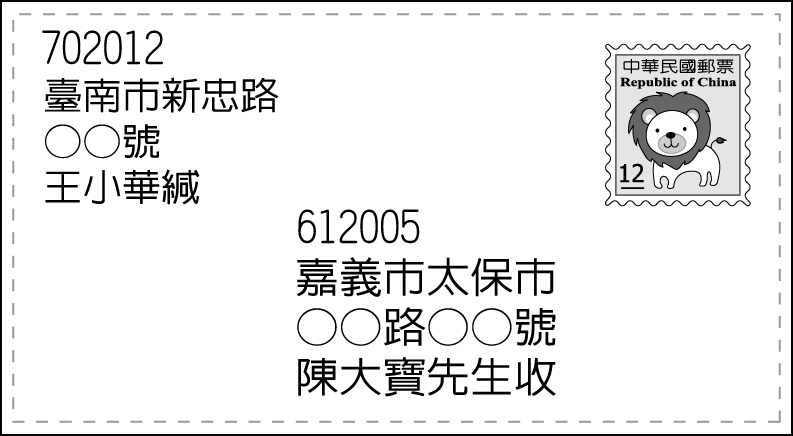 702012
臺南市新忠路
○○號
王小華緘
中華民國郵票
Republic of China
12
612005
嘉義市太保市
○○路○○號
陳大寶先生收